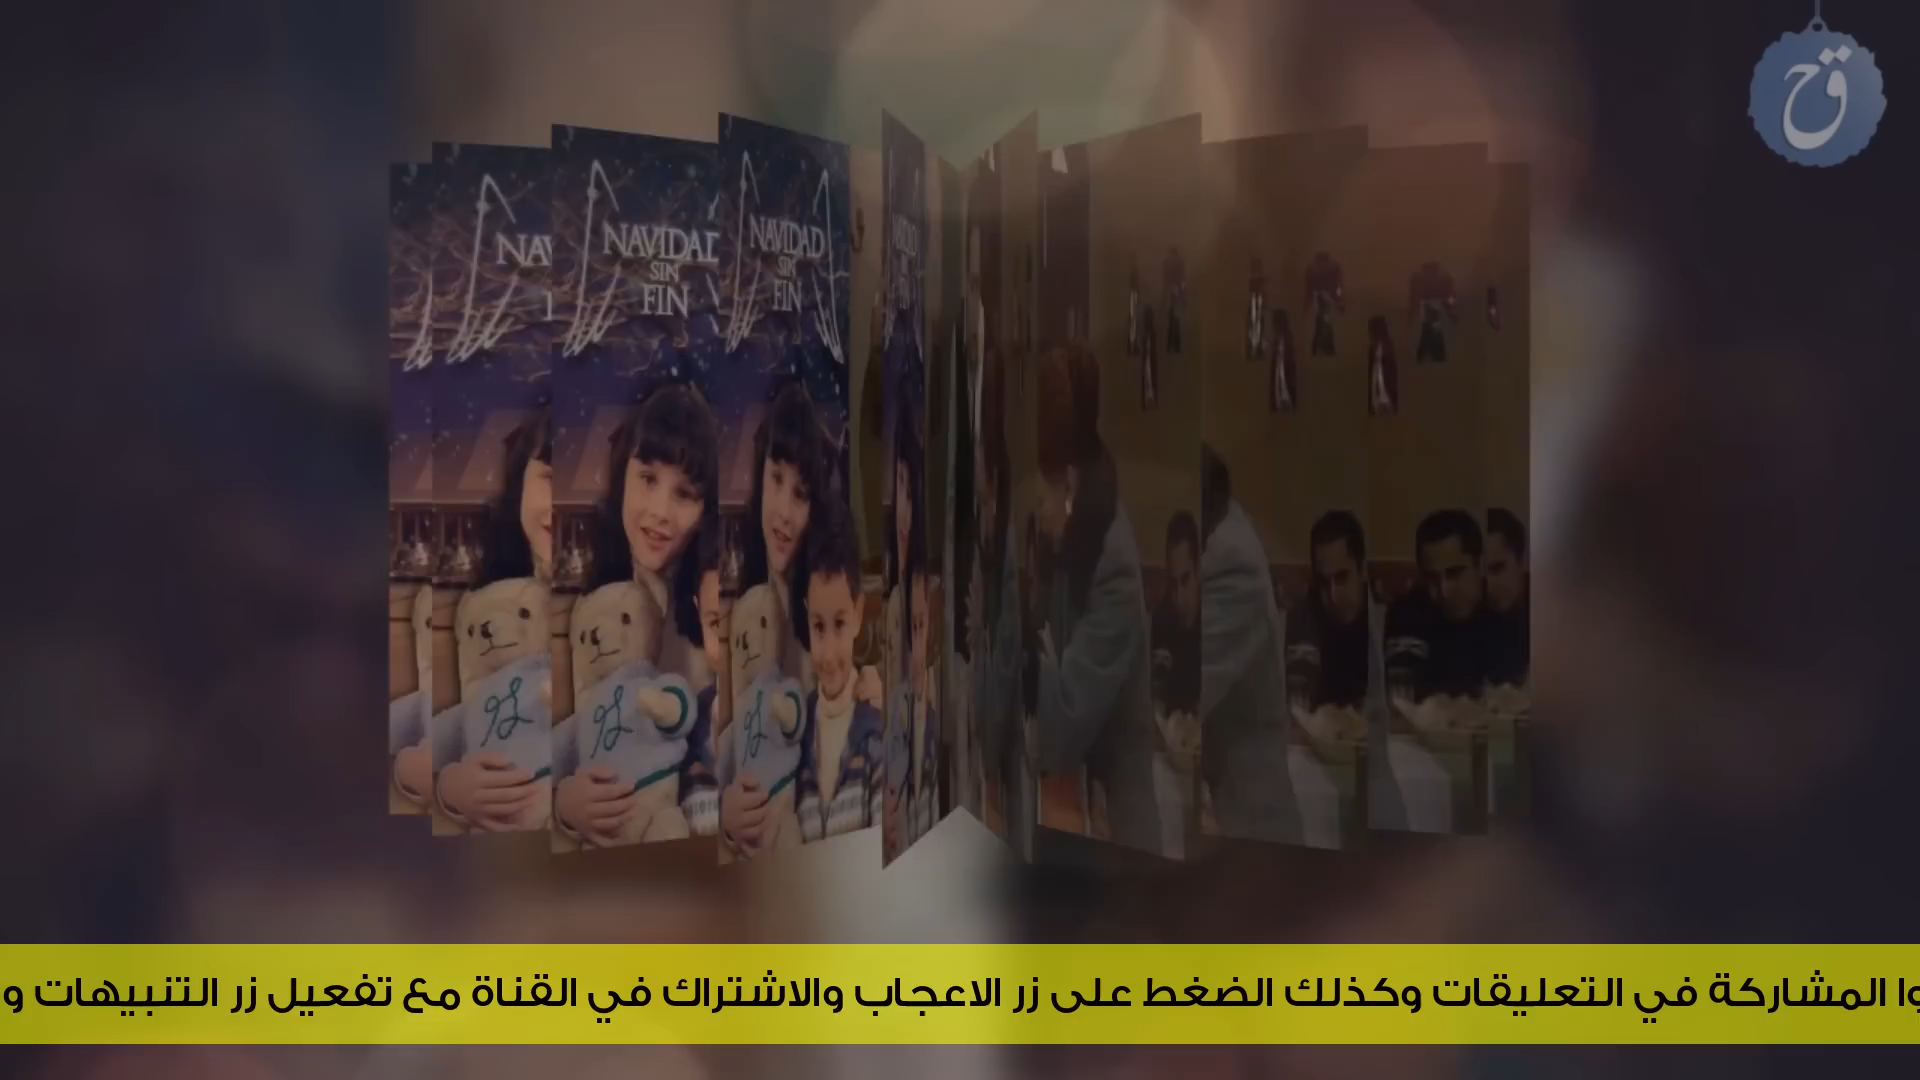 قح
NAVIDAD
SIN
FIN
NAVIDAD
SIN
FIN
وا المشاركة في التعليقات وكذلك الضغط على زر الاعجاب والاشتراك في القناة مع تفعيل زر التنبيهات و